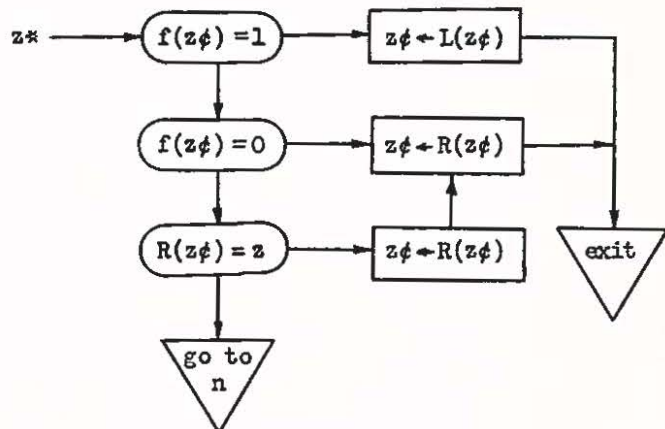 z* f(z¢)=1 z¢←L(z¢)
f(z¢)=0 z¢←R(z¢)
R(z¢)=z z¢←R(z¢) exit
go to
n